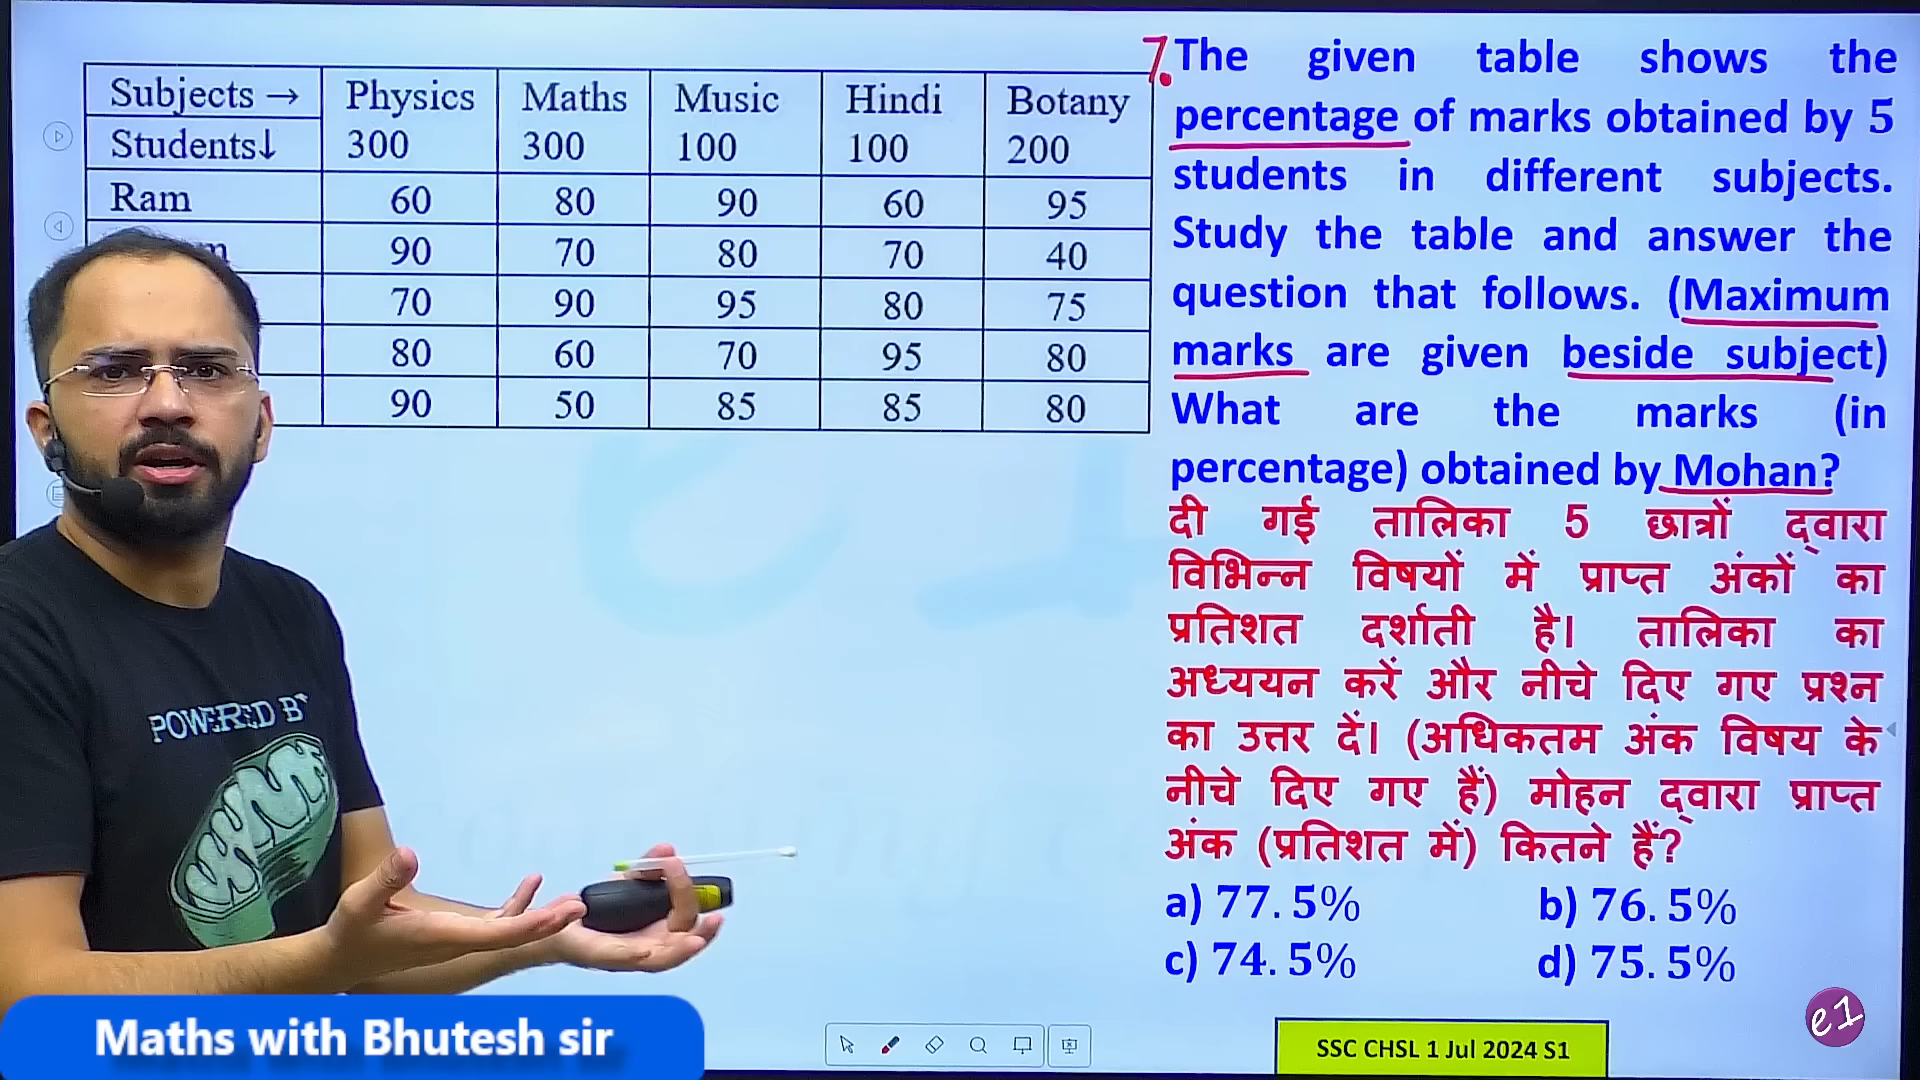 Subjects → Physics Maths Music Hindi Botany
Students↓ 300 300 100 100 200
Ram 60 80 90 60 95
90 70 80 70 40
70 90 95 80 75
80 60 70 95 80
90 50 85 85 80
7. The given table shows the
percentage of marks obtained by 5
students in different subjects.
Study the table and answer the
question that follows. (Maximum
marks are given beside subject)
What are the marks (in
percentage) obtained by Mohan?
दी गई तालिका 5 छात्रों द्वारा
विभिन्न विषयों में प्राप्त अंकों का
प्रतिशत दर्शाती है। तालिका का
अध्ययन करें और नीचे दिए गए प्रश्न
का उत्तर दें। (अधिकतम अंक विषय के
नीचे दिए गए हैं) मोहन द्वारा प्राप्त
अंक (प्रतिशत में) कितने हैं?
a) 77.5% b) 76.5%
c) 74.5% d) 75.5%
POWERED BY
Maths with Bhutesh sir
SSC CHSL 1 Jul 2024 S1
e1